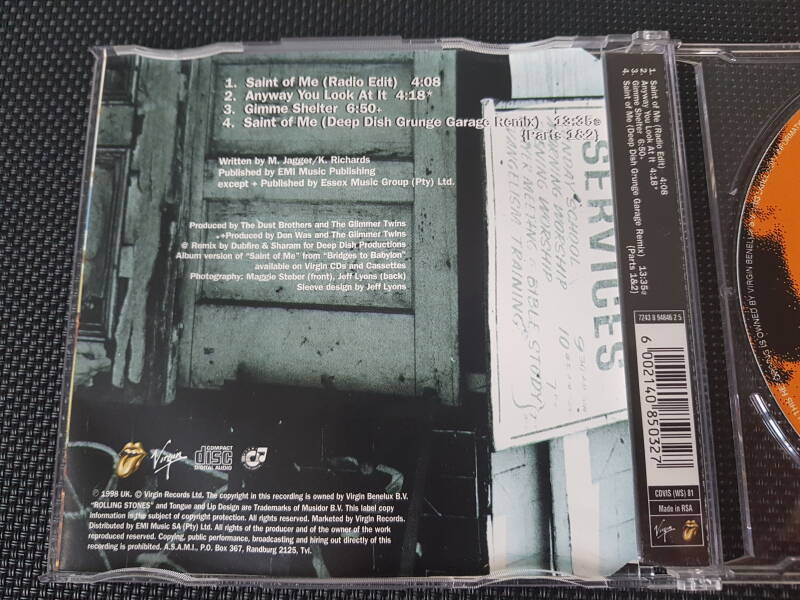 1. Saint of Me (Radio Edit) 4:08
2. Anyway You Look At It 4:18*
3. Gimme Shelter 6:50+
4. Saint of Me (Deep Dish Grunge Garage Remix) 13:35@
(Parts 1&2)
Written by M. Jagger/K. Richards
Published by EMI Music Publishing
except + Published by Essex Music Group (Pty) Ltd.
Produced by The Dust Brothers and The Glimmer Twins
*+Produced by Don Was and The Glimmer Twins
@ Remix by Dubfire & Sharam for Deep Dish Productions
Album version of "Saint of Me" from "Bridges to Babylon"
available on Virgin CDs and Cassettes
Photography: Maggie Steber (front), Jeff Lyons (back)
Sleeve design by Jeff Lyons
SERVICES
SCHOOL 9:30
WORSHIP
BIBLE STUDY 7
TRAINING
Virgin
COMPACT
disc
DIGITAL AUDIO
℗ 1998 UK. © Virgin Records Ltd. The copyright in this recording is owned by Virgin Benelux B.V.
"ROLLING STONES" and Tongue and Lip Design are Trademarks of Musidor B.V. This label copy
information is the subject of copyright protection. All rights reserved. Marketed by Virgin Records.
Distributed by EMI Music SA (Pty) Ltd. All rights of the producer and of the owner of the work
reproduced reserved. Copying, public performance, broadcasting and hiring out directly of this
recording is prohibited. A.S.A.M.I., P.O. Box 367, Randburg 2125, Tvl.
1. Saint of Me (Radio Edit) 4:08
2. Anyway You Look At It 4:18*
3. Gimme Shelter 6:50+
4. Saint of Me (Deep Dish Grunge Garage Remix) 13:35@
(Parts 1&2)
7243 8 94846 2 5
6 002140 850327
CDVIS (WS) 81
Made in RSA
Virgin
OWNED BY VIRGIN BENELUX